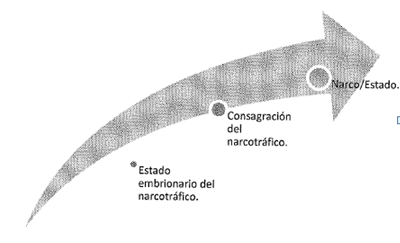 Narco/Estado.
Consagración
del
narcotráfico.
Estado
embrionario del
narcotráfico.